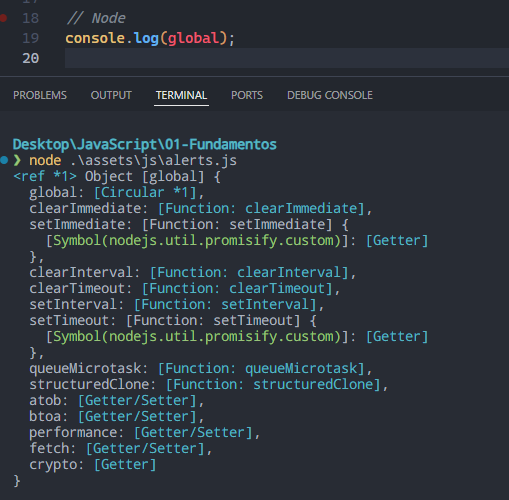 18 // Node
19 console.log(global);
20
PROBLEMS OUTPUT TERMINAL PORTS DEBUG CONSOLE
Desktop\JavaScript\01-Fundamentos
❯ node .\assets\js\alerts.js
<ref *1> Object [global] {
  global: [Circular *1],
  clearImmediate: [Function: clearImmediate],
  setImmediate: [Function: setImmediate] {
    [Symbol(nodejs.util.promisify.custom)]: [Getter]
  },
  clearInterval: [Function: clearInterval],
  clearTimeout: [Function: clearTimeout],
  setInterval: [Function: setInterval],
  setTimeout: [Function: setTimeout] {
    [Symbol(nodejs.util.promisify.custom)]: [Getter]
  },
  queueMicrotask: [Function: queueMicrotask],
  structuredClone: [Function: structuredClone],
  atob: [Getter/Setter],
  btoa: [Getter/Setter],
  performance: [Getter/Setter],
  fetch: [Getter/Setter],
  crypto: [Getter]
}